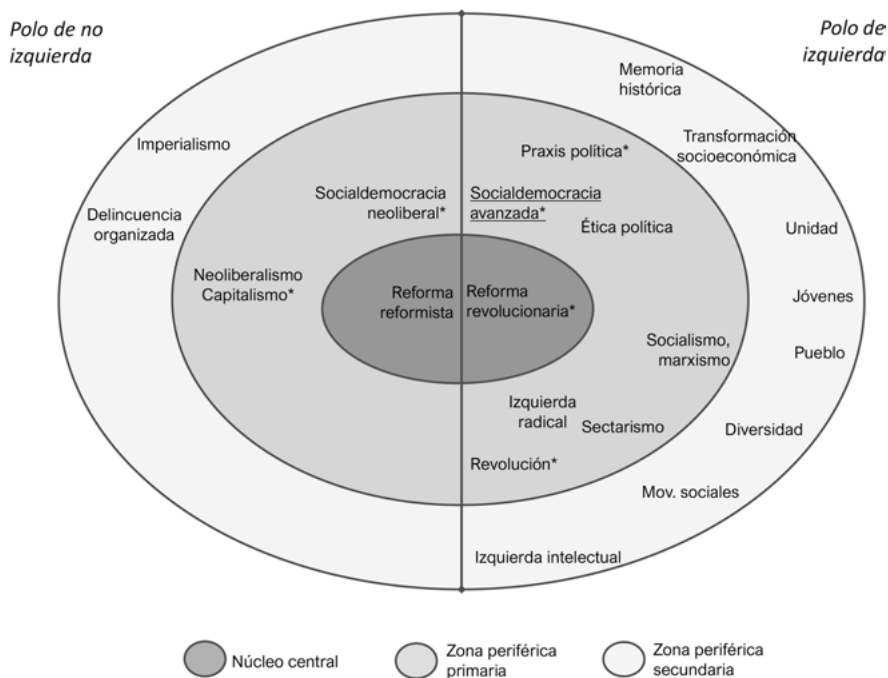 Polo de no
izquierda
Polo de
izquierda
Memoria
histórica
Imperialismo
Praxis política*
Transformación
socioeconómica
Socialdemocracia
neoliberal*
Socialdemocracia
avanzada*
Delincuencia
organizada
Ética política
Unidad
Neoliberalismo
Capitalismo*
Reforma
reformista
Reforma
revolucionaria*
Jóvenes
Socialismo,
marxismo
Pueblo
Izquierda
radical
Sectarismo
Diversidad
Revolución*
Mov. sociales
Izquierda intelectual
Núcleo central
Zona periférica
primaria
Zona periférica
secundaria